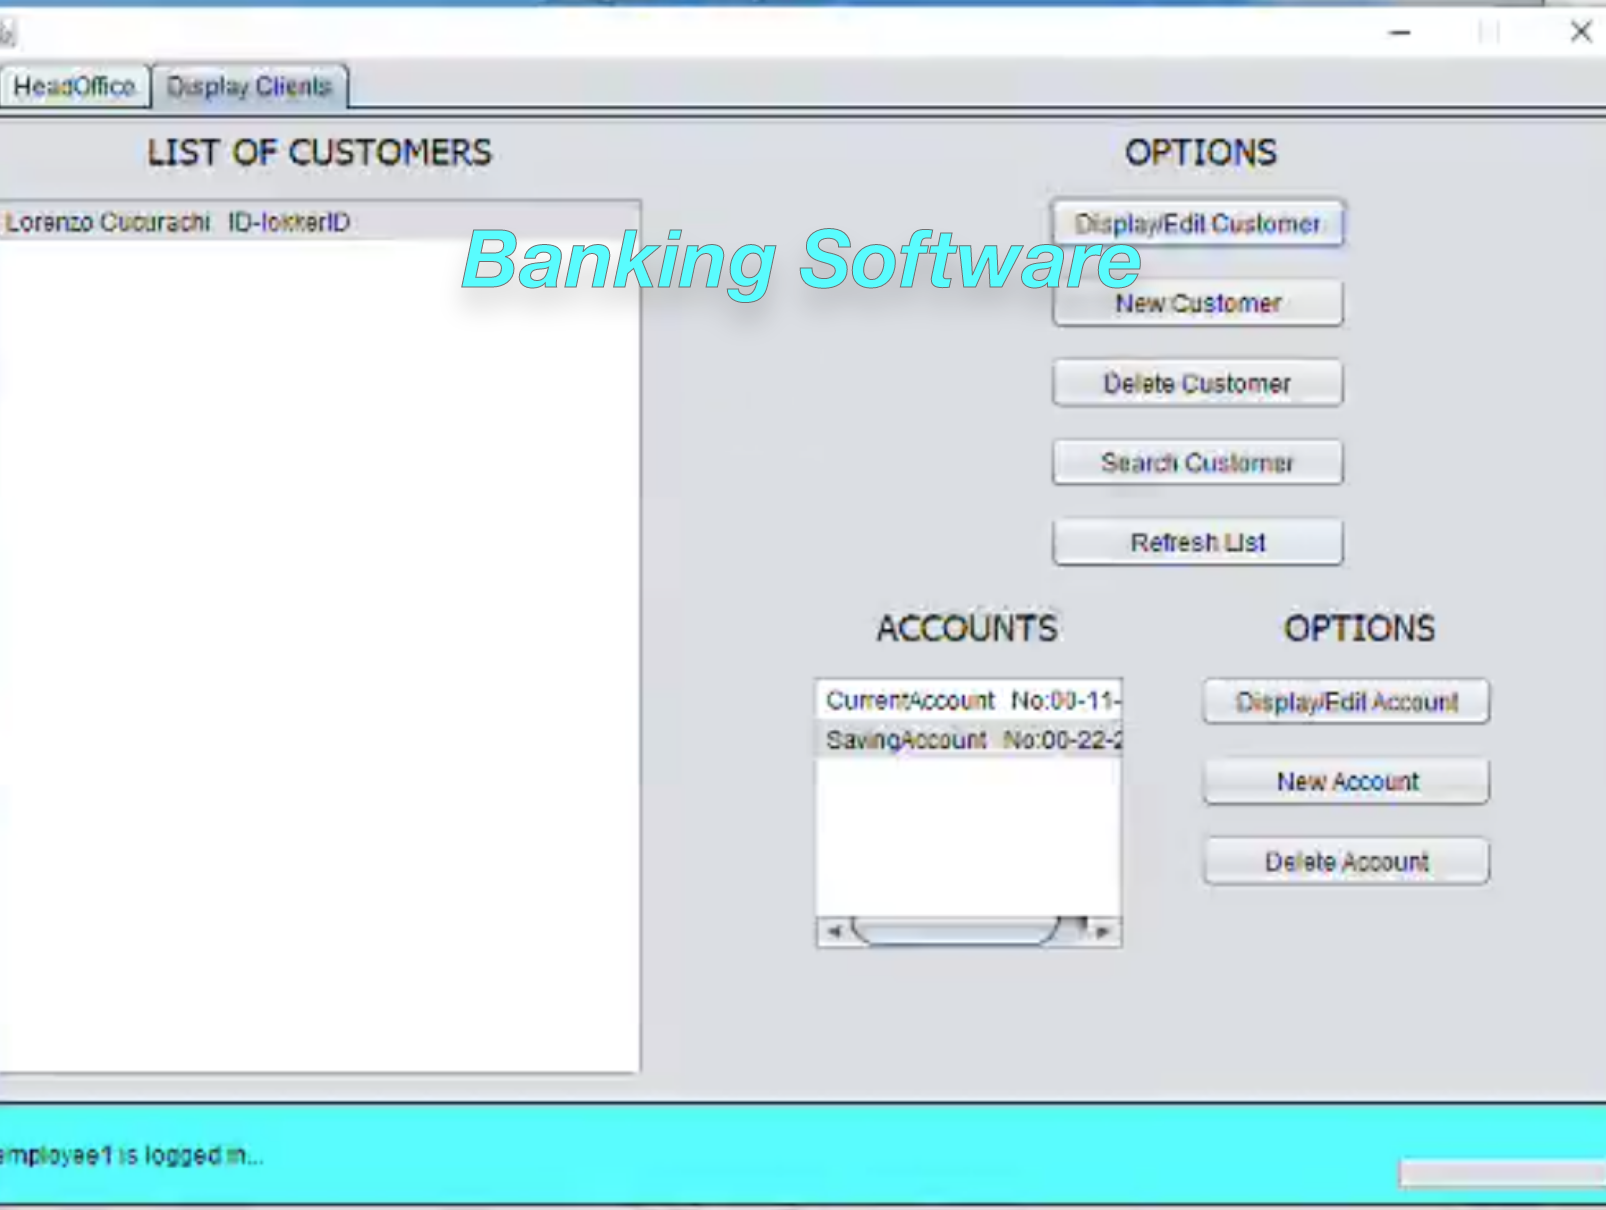 HeadOffice
Display Clients
LIST OF CUSTOMERS
Lorenzo Cucurachi ID-lokkerID
Banking Software
OPTIONS
Display/Edit Customer
New Customer
Delete Customer
Search Customer
Refresh List
ACCOUNTS
CurrentAccount No:00-11-
SavingAccount No:00-22-2
OPTIONS
Display/Edit Account
New Account
Delete Account
employee1 is logged in...